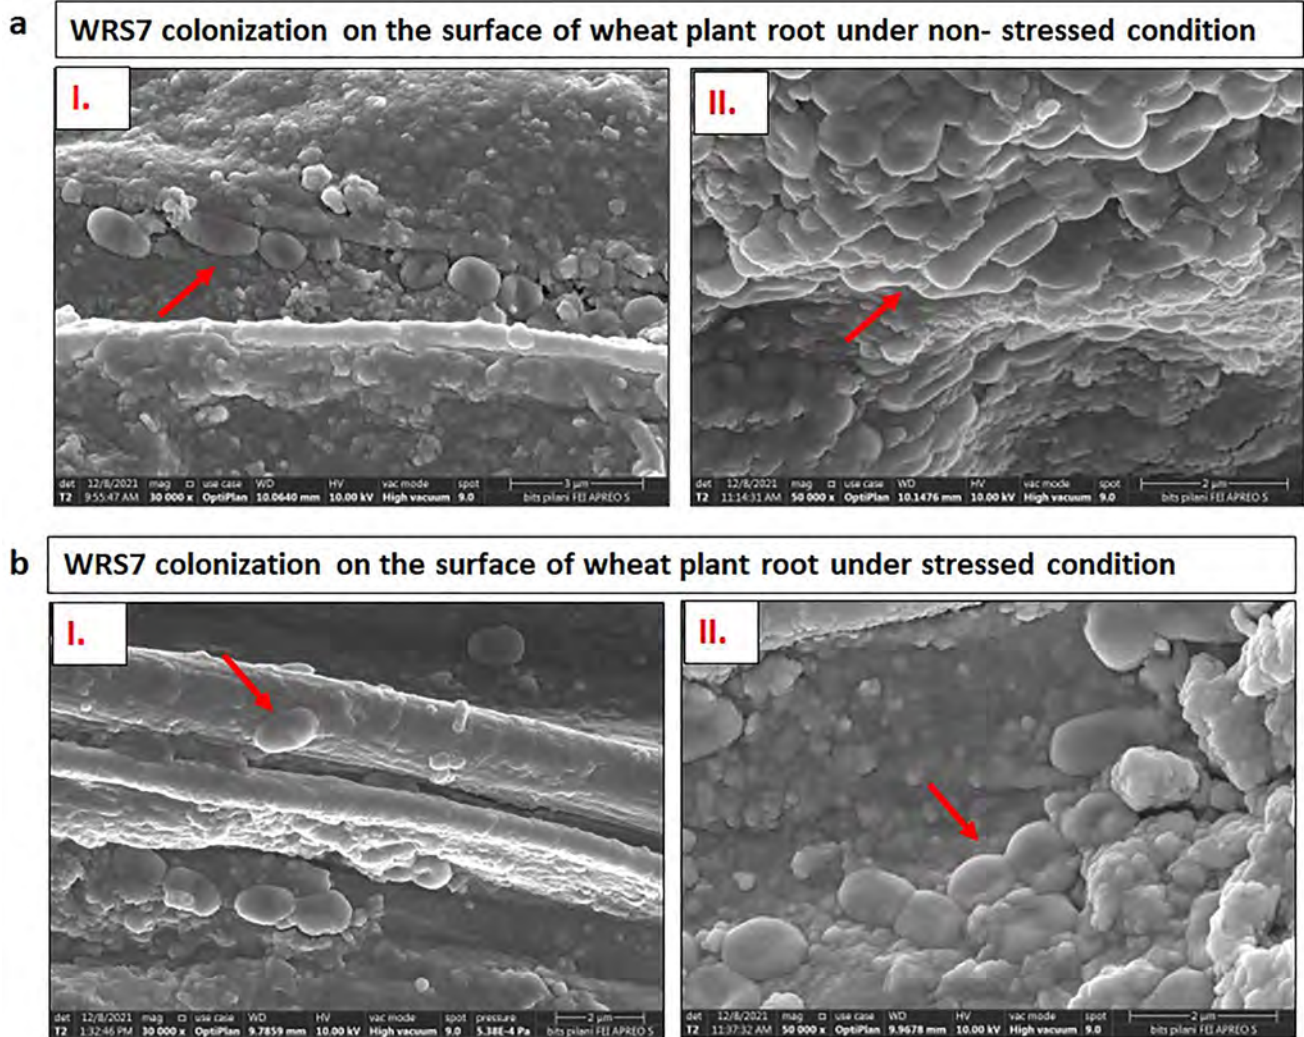 a
WRS7 colonization on the surface of wheat plant root under non- stressed condition
I.
det 12/8/2021 mag □ use case WD HV vac mode spot 3 µm
T2 9:55:47 AM 30 000 x OptiPlan 10.0640 mm 10.00 kV High vacuum 9.0 bits pilani FEI APREO S
II.
det 12/8/2021 mag □ use case WD HV vac mode spot 2 µm
T2 11:14:31 AM 50 000 x OptiPlan 10.1476 mm 10.00 kV High vacuum 9.0 bits pilani FEI APREO S
b
WRS7 colonization on the surface of wheat plant root under stressed condition
I.
det 12/8/2021 mag □ use case WD HV vac mode spot pressure 2 µm
T2 1:32:46 PM 30 000 x OptiPlan 9.7859 mm 10.00 kV High vacuum 9.0 5.38E-4 Pa bits pilani FEI APREO S
II.
det 12/8/2021 mag □ use case WD HV vac mode spot 2 µm
T2 11:37:32 AM 50 000 x OptiPlan 9.9678 mm 10.00 kV High vacuum 9.0 bits pilani FEI APREO S